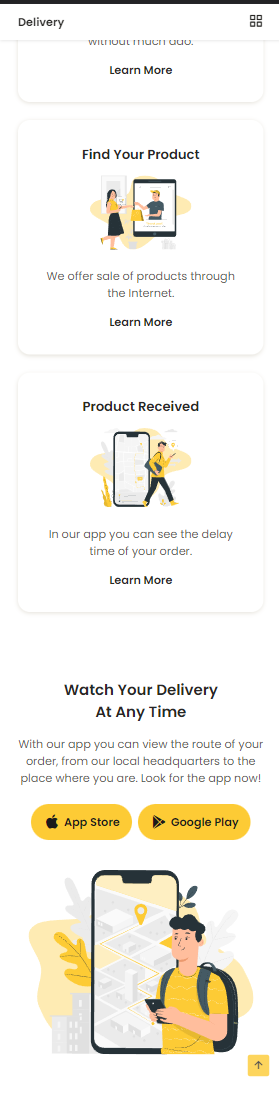 Delivery
without much ado.
Learn More
Find Your Product
We offer sale of products through
the Internet.
Learn More
Product Received
In our app you can see the delay
time of your order.
Learn More
Watch Your Delivery
At Any Time
With our app you can view the route of your
order, from our local headquarters to the
place where you are. Look for the app now!
App Store
Google Play